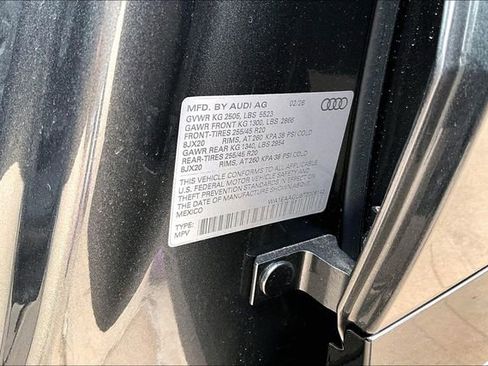 MFD. BY AUDI AG 02/26
GVWR KG 2505, LBS 5523
GAWR FRONT KG 1300, LBS 2866
FRONT-TIRES 255/45 R20
8JX20 RIMS, AT 260 KPA 38 PSI COLD
GAWR REAR KG 1340, LBS 2954
REAR-TIRES 255/45 R20
8JX20 RIMS, AT 260 KPA 38 PSI COLD
THIS VEHICLE CONFORMS TO ALL APPLICABLE
U.S. FEDERAL MOTOR VEHICLE SAFETY AND
THEFT PREVENTION STANDARDS IN EFFECT ON
THE DATE OF MANUFACTURE SHOWN ABOVE.
MEXICO
TYPE:
MPV